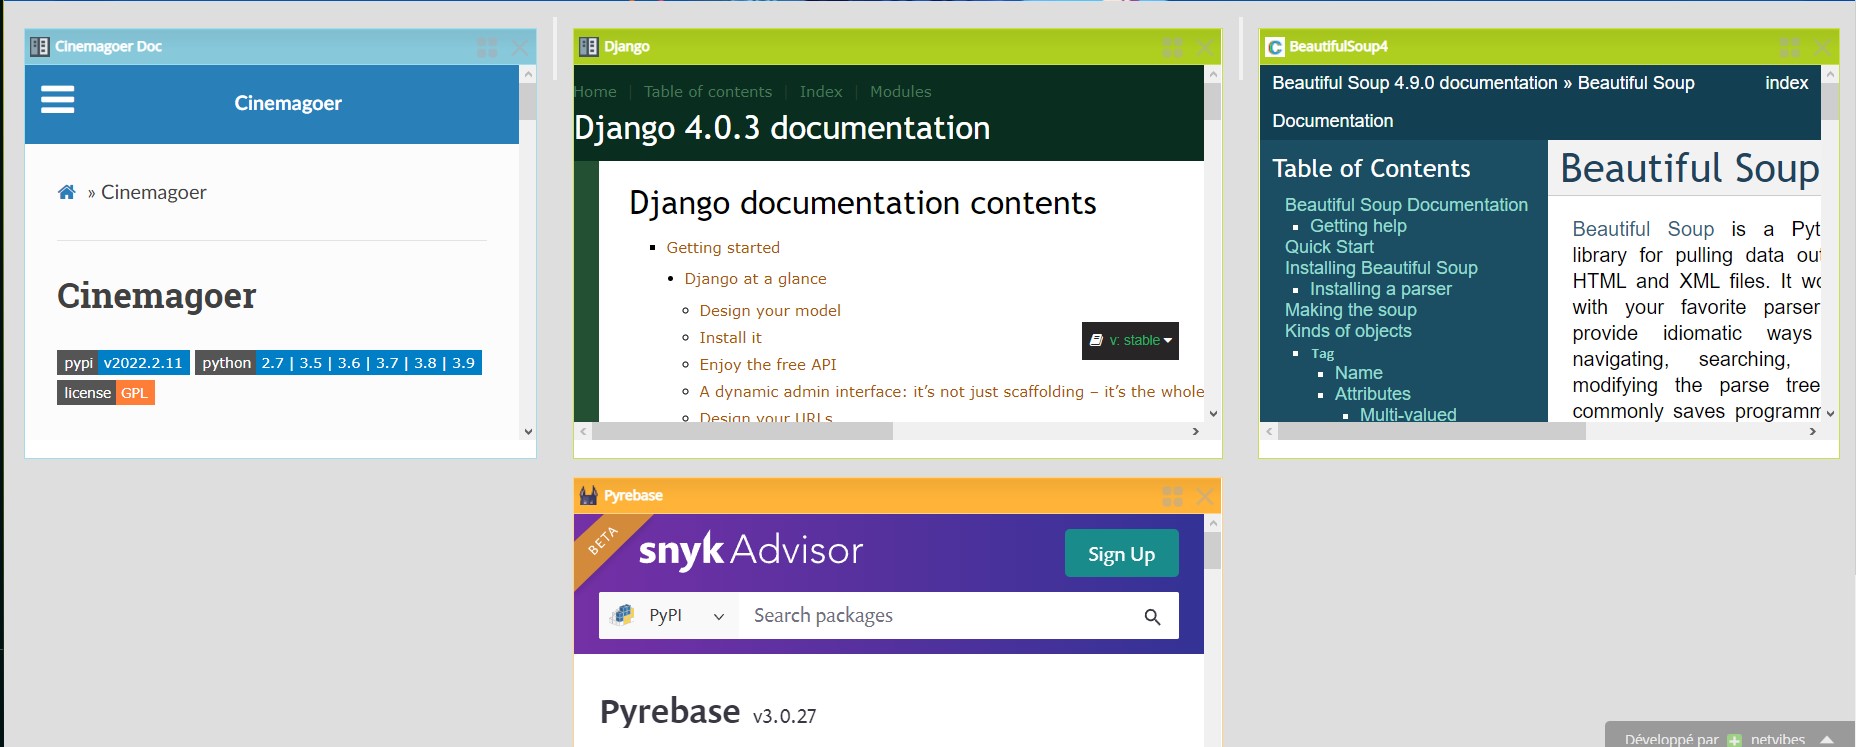 Cinemagoer Doc
Cinemagoer
» Cinemagoer
Cinemagoer
pypi v2022.2.11 python 2.7 | 3.5 | 3.6 | 3.7 | 3.8 | 3.9
license GPL
Django
Home | Table of contents | Index | Modules
Django 4.0.3 documentation
Django documentation contents
Getting started
Django at a glance
Design your model
Install it
Enjoy the free API
A dynamic admin interface: it’s not just scaffolding – it’s the whole
Design your URLs
v: stable
BeautifulSoup4
Beautiful Soup 4.9.0 documentation » Beautiful Soup index
Documentation
Table of Contents
Beautiful Soup Documentation
Getting help
Quick Start
Installing Beautiful Soup
Installing a parser
Making the soup
Kinds of objects
Tag
Name
Attributes
Multi-valued
Beautiful Soup
Beautiful Soup is a Pyt
library for pulling data ou
HTML and XML files. It wo
with your favorite parser
provide idiomatic ways
navigating, searching,
modifying the parse tree
commonly saves programm
Pyrebase
BETA
snyk Advisor
Sign Up
PyPI Search packages
Pyrebase v3.0.27
Développé par netvibes